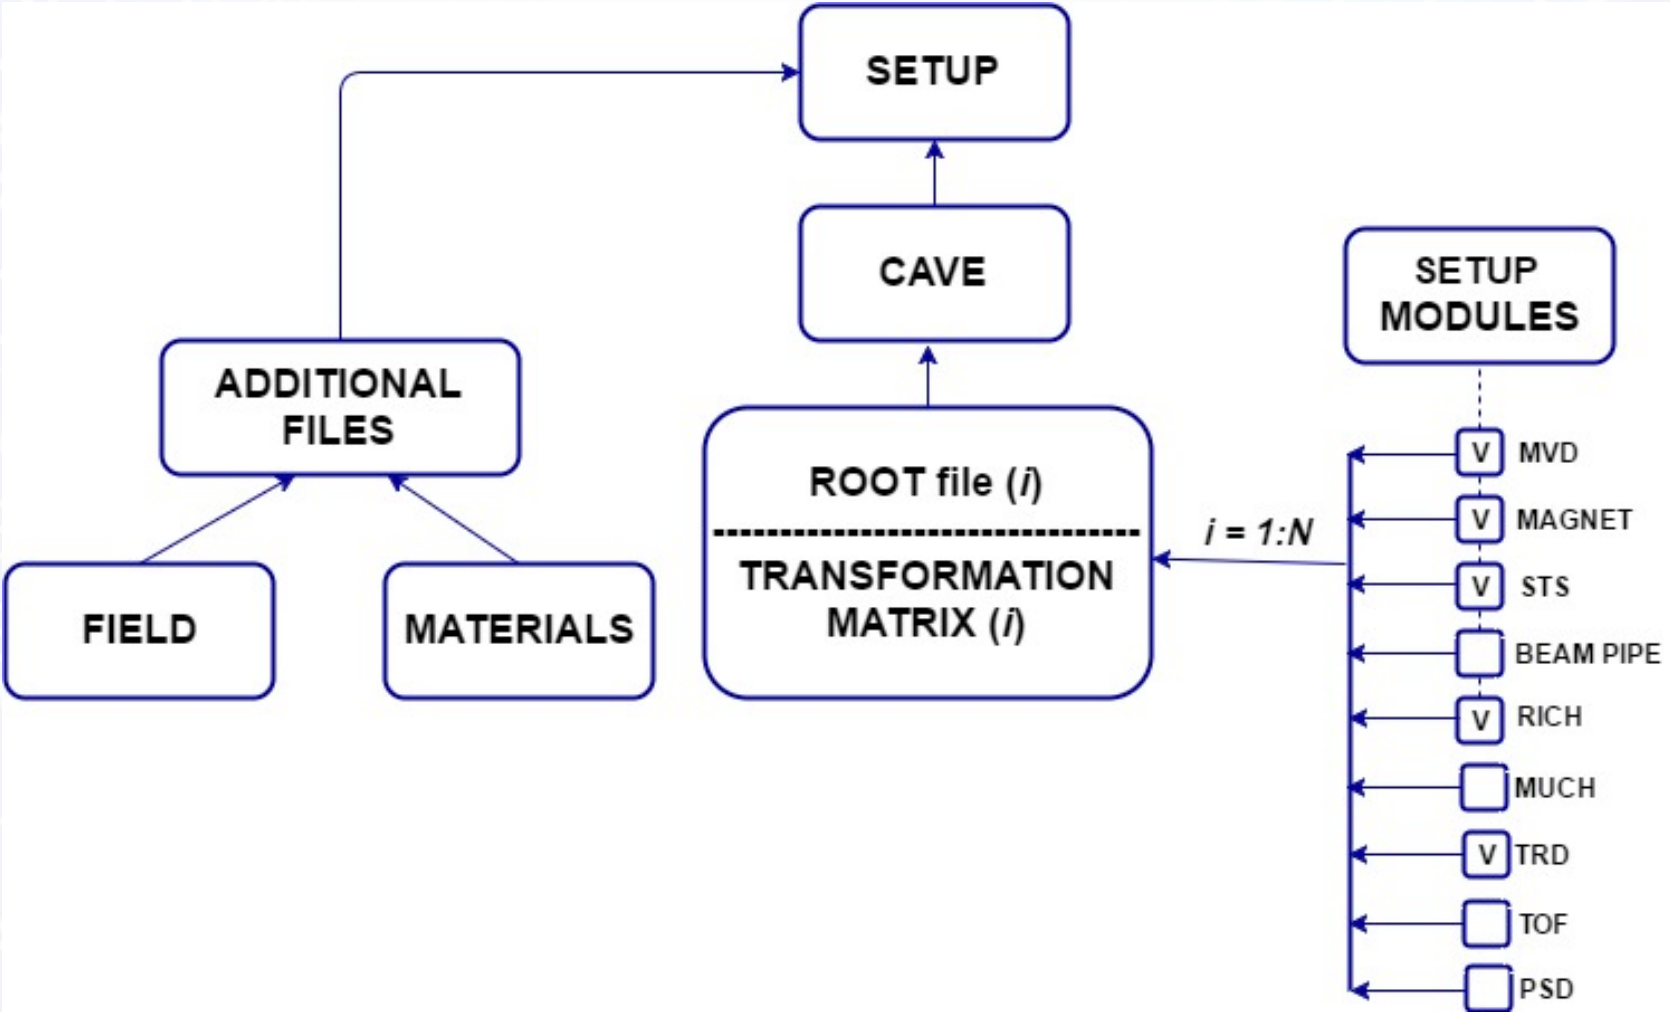 SETUP
CAVE
SETUP
MODULES
ADDITIONAL
FILES
ROOT file (i)
TRANSFORMATION
MATRIX (i)
i = 1:N
FIELD
MATERIALS
V MVD
V MAGNET
V STS
BEAM PIPE
V RICH
MUCH
V TRD
TOF
PSD